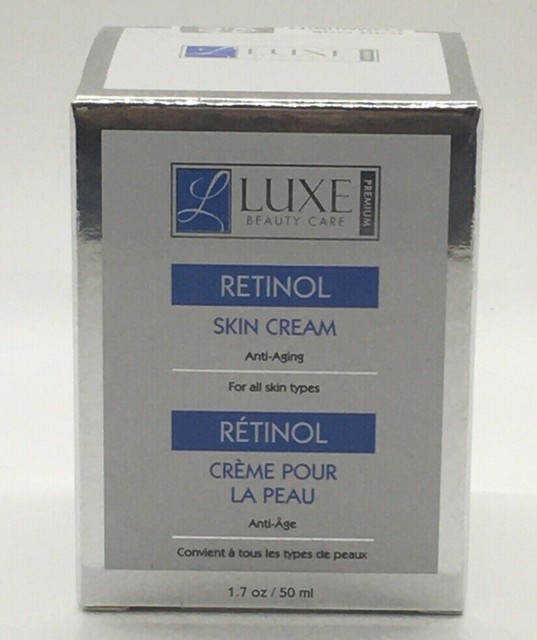 LUXE
L LUXE
BEAUTY CARE
PREMIUM
RETINOL
SKIN CREAM
Anti-Aging
For all skin types
RÉTINOL
CRÈME POUR
LA PEAU
Anti-Âge
Convient à tous les types de peaux
1.7 oz / 50 ml